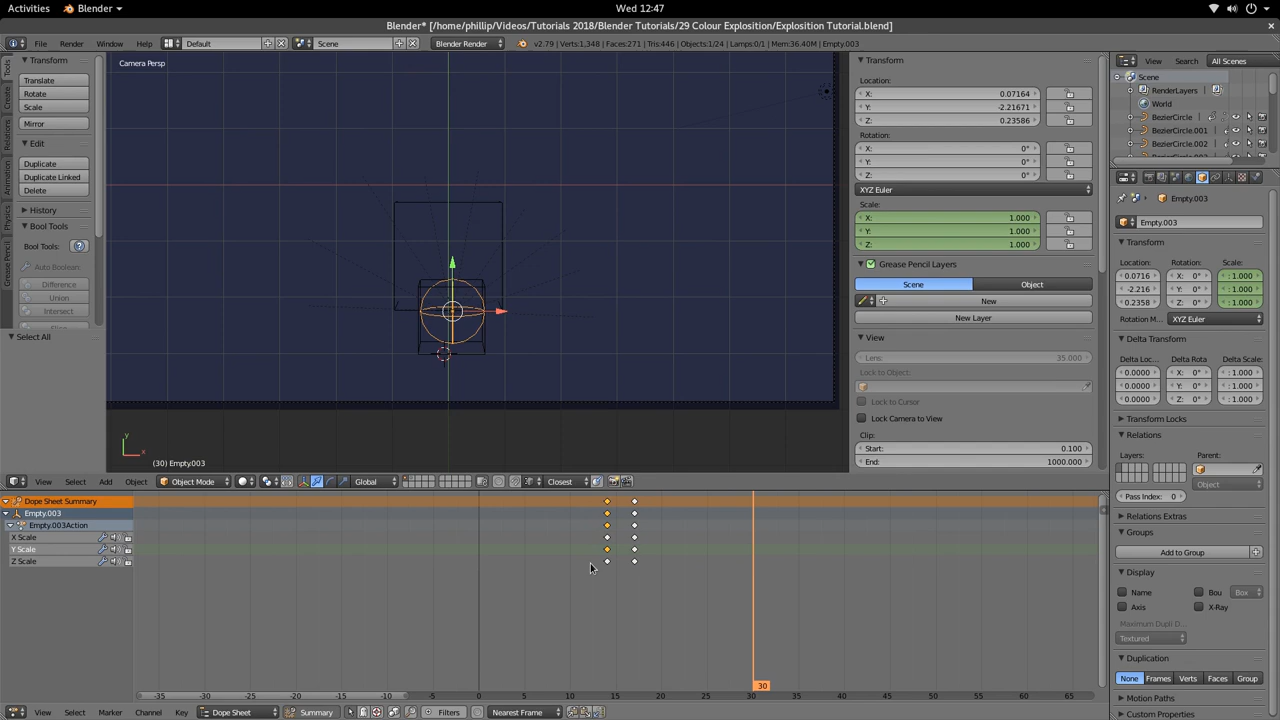 Activities Blender Wed 12:47
Blender* [/home/phillip/Videos/Tutorials 2018/Blender Tutorials/29 Colour Exposition/Exposition Tutorial.blend]
File Render Window Help Default Scene Blender Render v2.79 | Verts:1,348 | Faces:271 | Tris:446 | Objects:1/24 | Lamps:0/1 | Mem:36.40M | Empty.003
Tools
Create
Relations
Animation
Physics
Grease Pencil
Transform
Translate
Rotate
Scale
Mirror
Edit
Duplicate
Duplicate Linked
Delete
History
Bool Tools
Bool Tools:
Auto Boolean:
Difference
Union
Intersect
Select All
Camera Persp
y
x
(30) Empty.003
Transform
Location:
X: 0.07164
Y: -2.21671
Z: 0.23586
Rotation:
X: 0°
Y: 0°
Z: 0°
XYZ Euler
Scale:
X: 1.000
Y: 1.000
Z: 1.000
Grease Pencil Layers
Scene Object
New
New Layer
View
Lens: 35.000
Lock to Object:
Lock to Cursor
Lock Camera to View
Clip:
Start: 0.100
End: 1000.000
View Search All Scenes
Scene
RenderLayers
World
BezierCircle
BezierCircle.001
BezierCircle.002
Empty.003
Empty.003
Transform
Location: Rotation: Scale:
0.0716 X: 0° : 1.000
-2.216 Y: 0° : 1.000
0.2358 Z: 0° : 1.000
Rotation M... XYZ Euler
Delta Transform
Delta Loc... Delta Rota Delta Scale:
0.0000 X: 0° : 1.000
0.0000 Y: 0° : 1.000
0.0000 Z: 0° : 1.000
Transform Locks
Relations
Layers: Parent:
Object
Pass Index: 0
Relations Extras
Groups
Add to Group
Display
Name Bou Box
Axis X-Ray
Maximum Dupli D...
Textured
Duplication
None Frames Verts Faces Group
Motion Paths
Custom Properties
View Select Add Object Object Mode Global Closest
Dope Sheet Summary
Empty.003
Empty.003Action
X Scale
Y Scale
Z Scale
30
-35 -30 -25 -20 -15 -10 -5 0 5 10 15 20 25 30 35 40 45 50 55 60 65
View Select Marker Channel Key Dope Sheet Summary Filters Nearest Frame